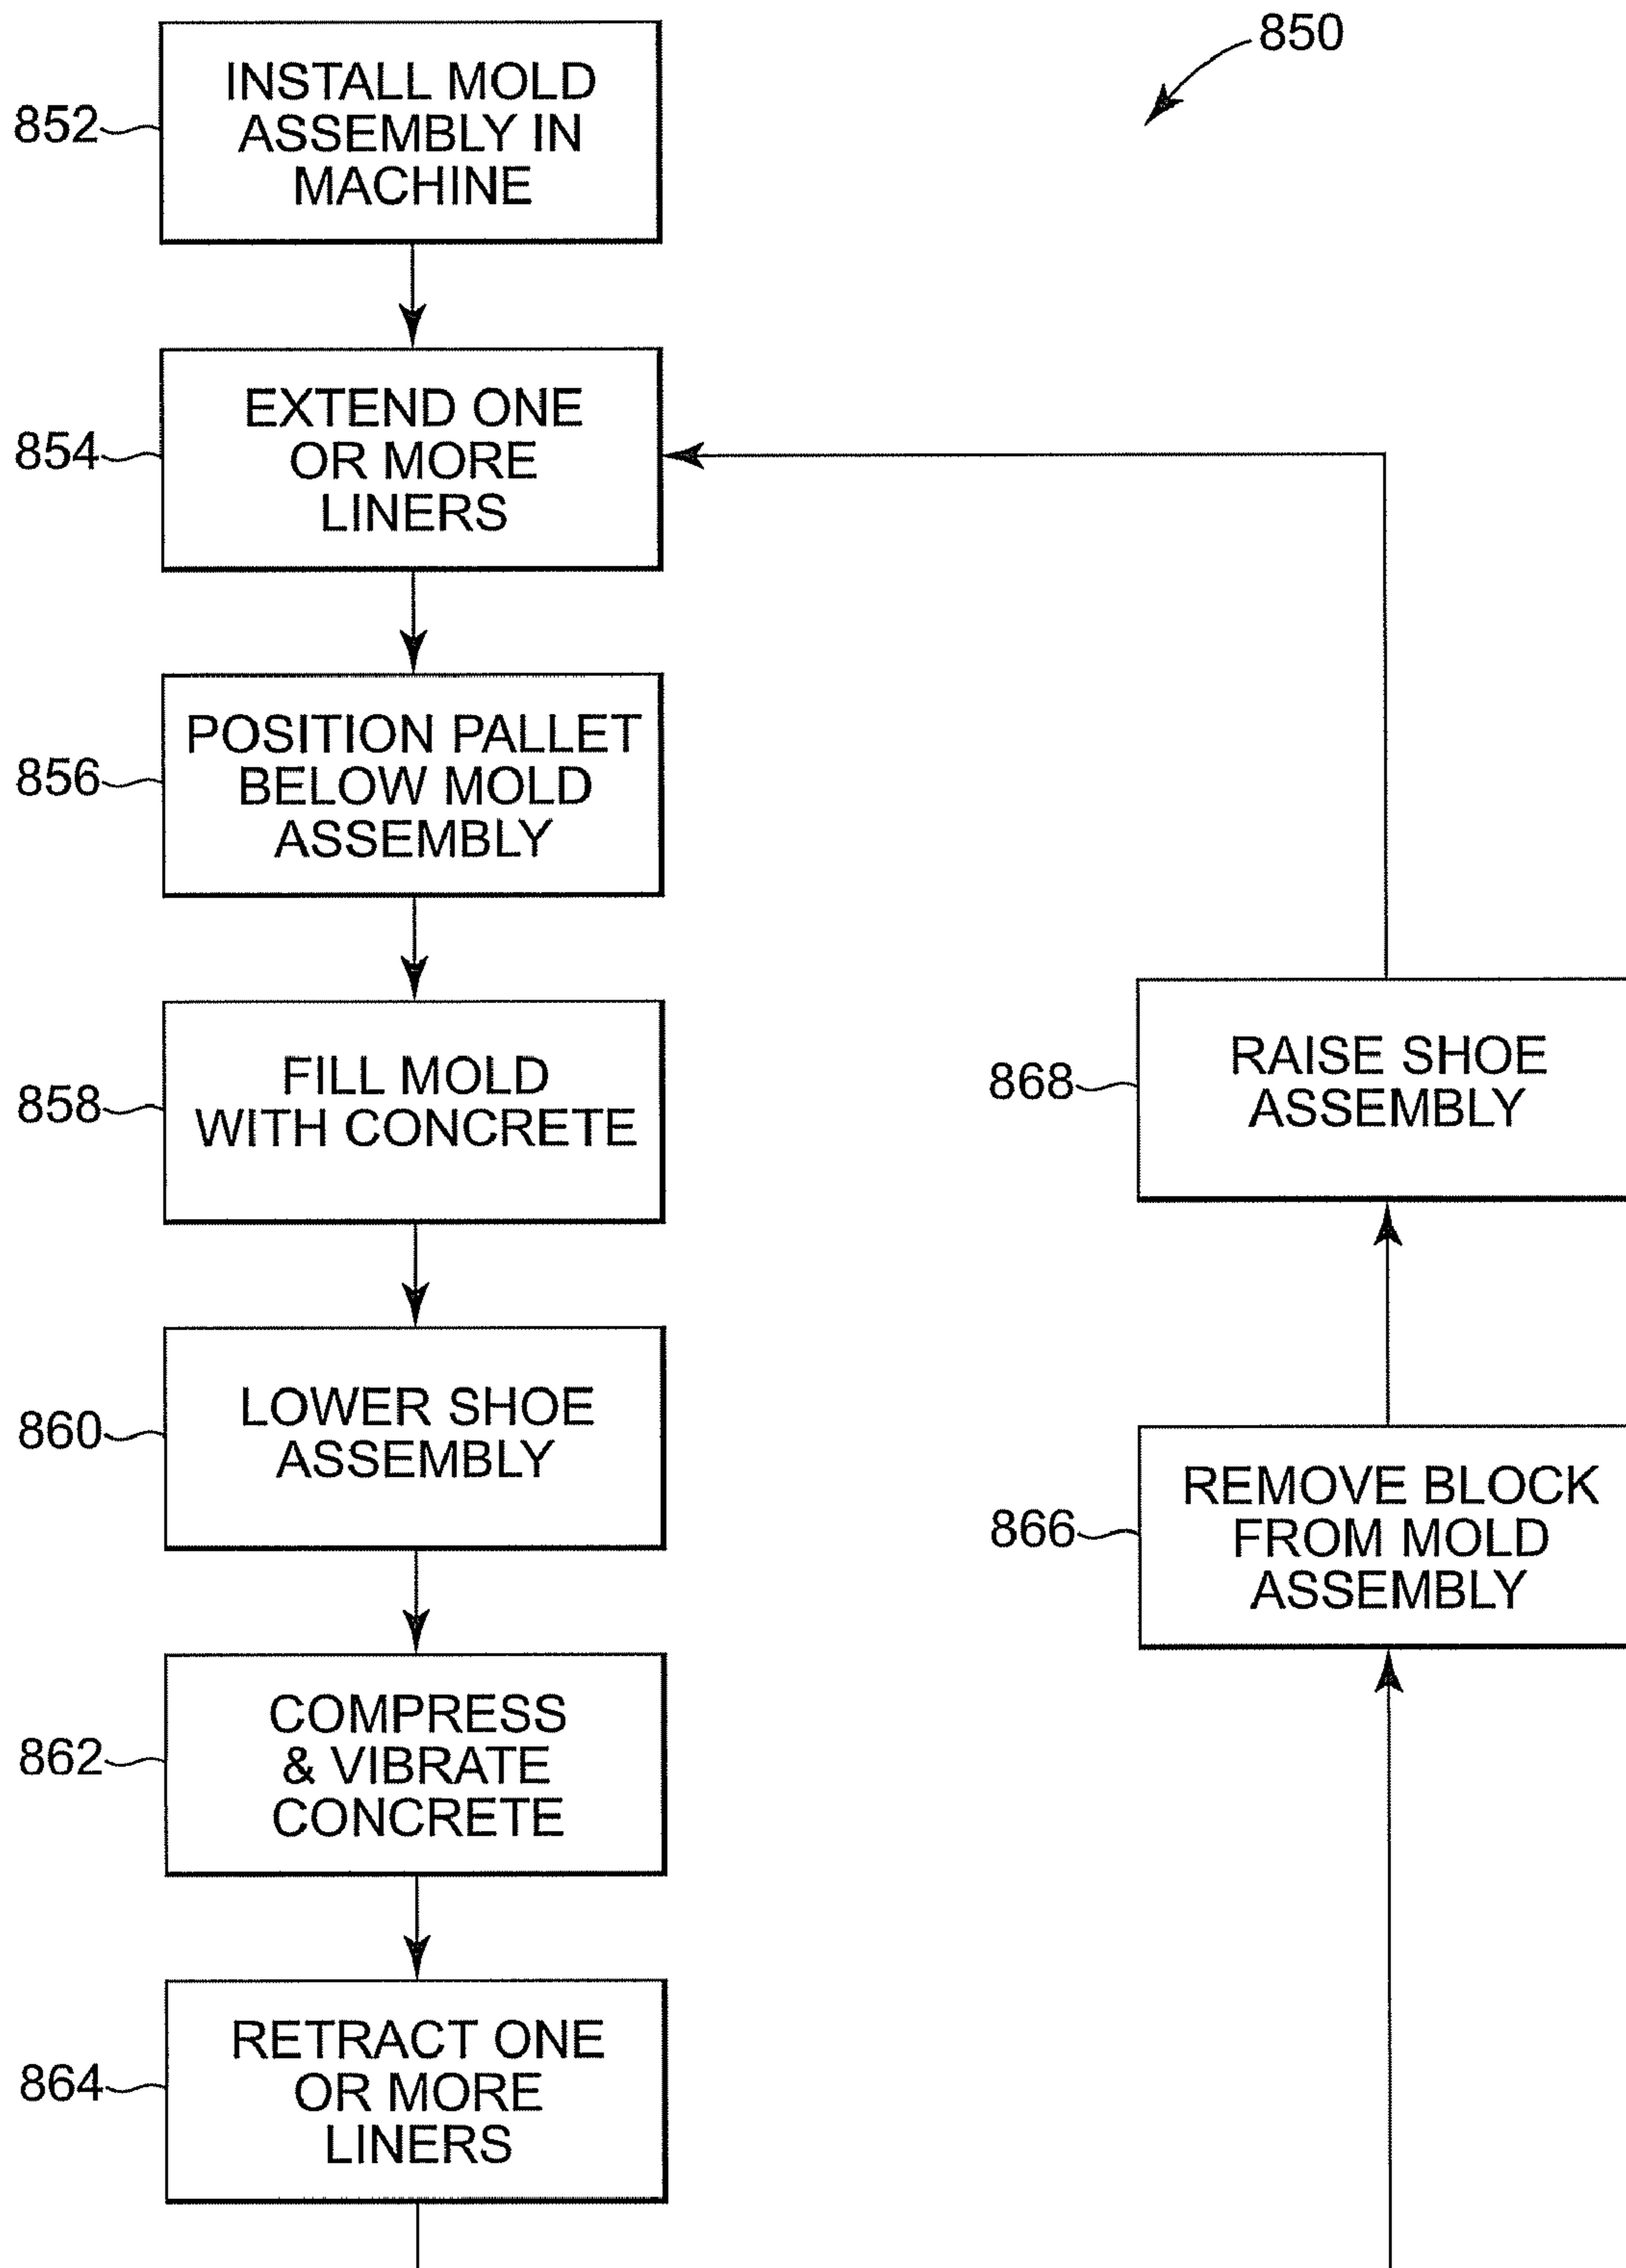 850
852
INSTALL MOLD
ASSEMBLY IN
MACHINE
854
EXTEND ONE
OR MORE
LINERS
856
POSITION PALLET
BELOW MOLD
ASSEMBLY
858
FILL MOLD
WITH CONCRETE
860
LOWER SHOE
ASSEMBLY
862
COMPRESS
& VIBRATE
CONCRETE
864
RETRACT ONE
OR MORE
LINERS
866
REMOVE BLOCK
FROM MOLD
ASSEMBLY
868
RAISE SHOE
ASSEMBLY